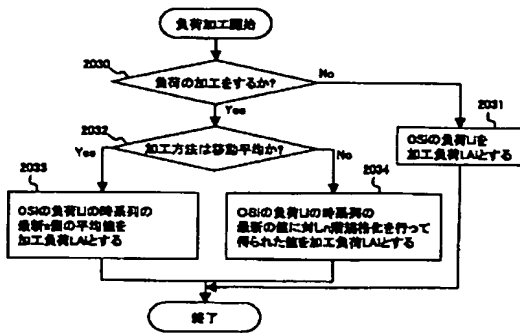 負荷加工開始
2030
負荷の加工をするか?
No
Yes
2031
OSiの負荷Liを
加工負荷LAiとする
2032
加工方法は移動平均か?
Yes
No
2033
OSiの負荷Liの時系列の
最新n個の平均値を
加工負荷LAiとする
2034
OSiの負荷Liの時系列の
最新の値に対し
を行って
得られた値を加工負荷LAiとする
終了